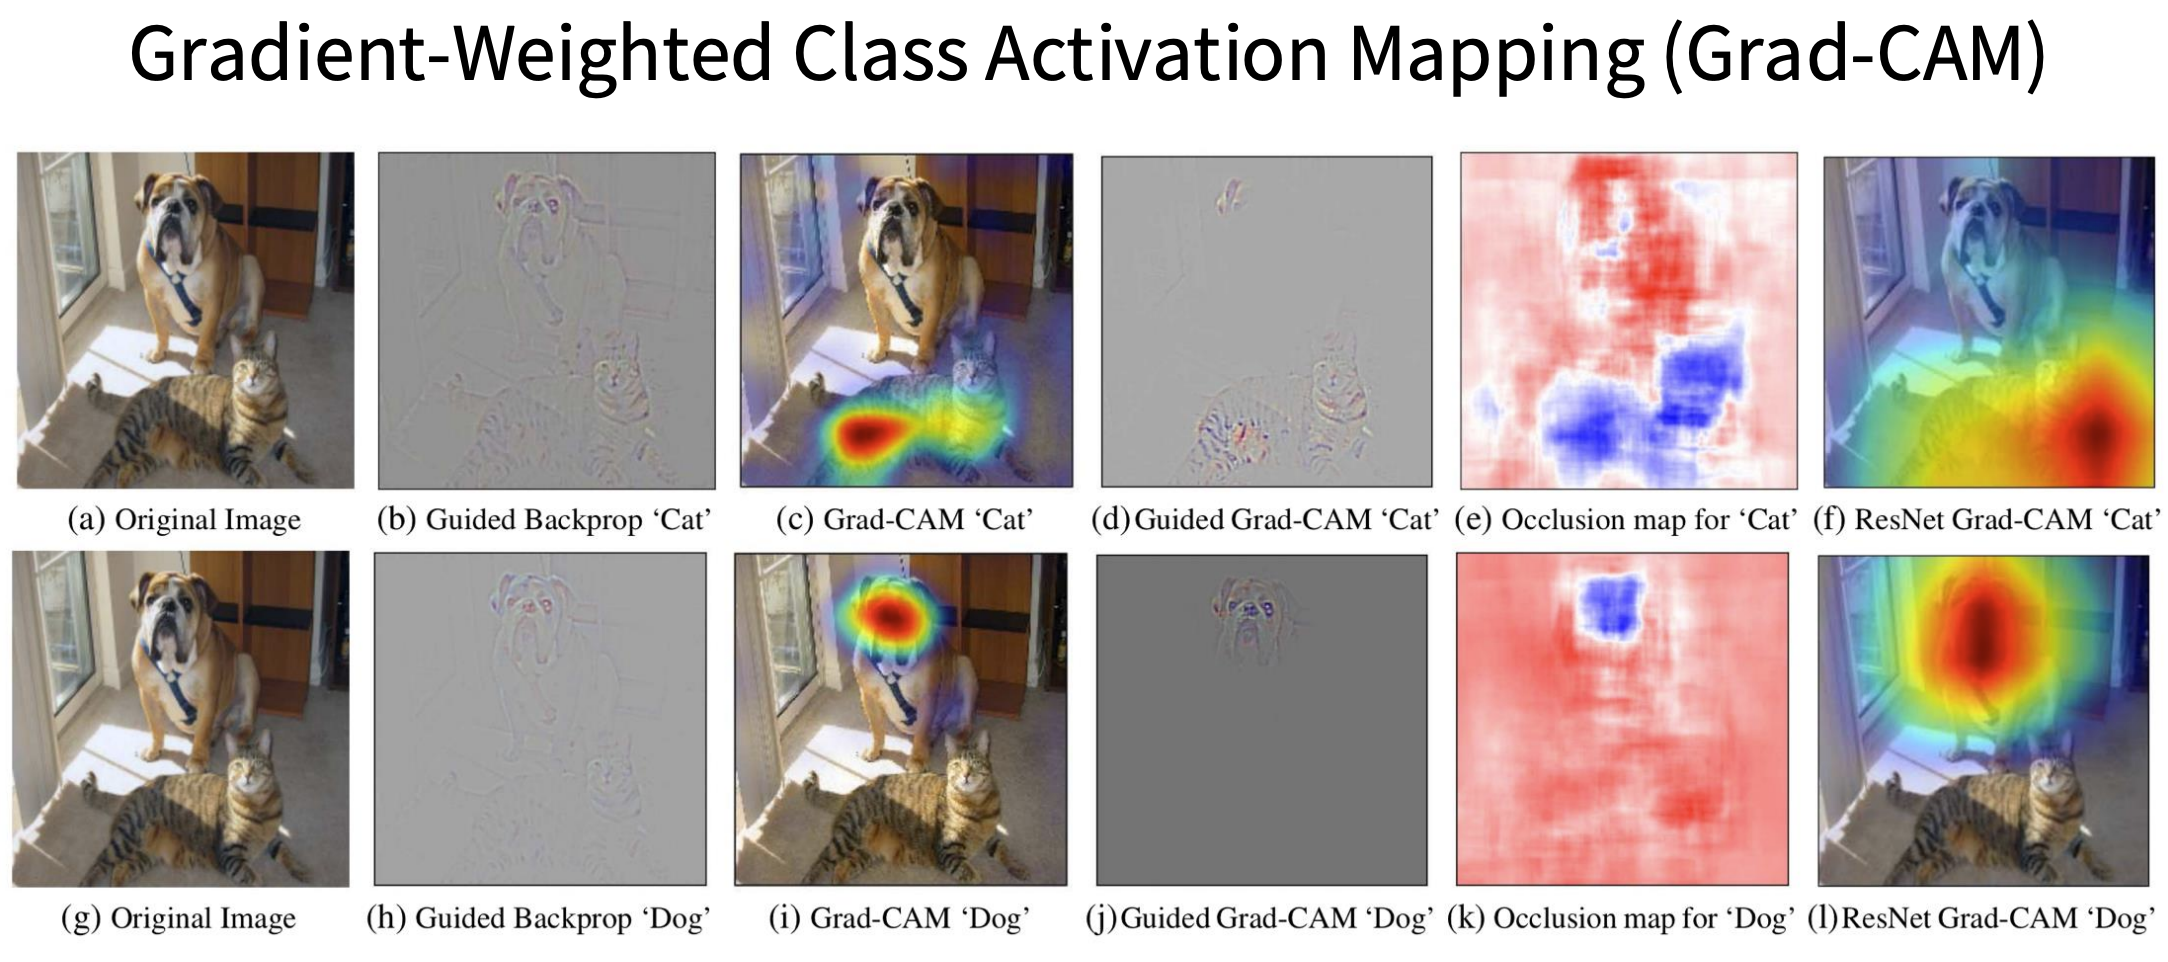 Gradient-Weighted Class Activation Mapping (Grad-CAM)
(a) Original Image
(b) Guided Backprop ‘Cat’
(c) Grad-CAM ‘Cat’
(d)Guided Grad-CAM ‘Cat’
(e) Occlusion map for ‘Cat’
(f) ResNet Grad-CAM ‘Cat’
(g) Original Image
(h) Guided Backprop ‘Dog’
(i) Grad-CAM ‘Dog’
(j)Guided Grad-CAM ‘Dog’
(k) Occlusion map for ‘Dog’
(l)ResNet Grad-CAM ‘Dog’